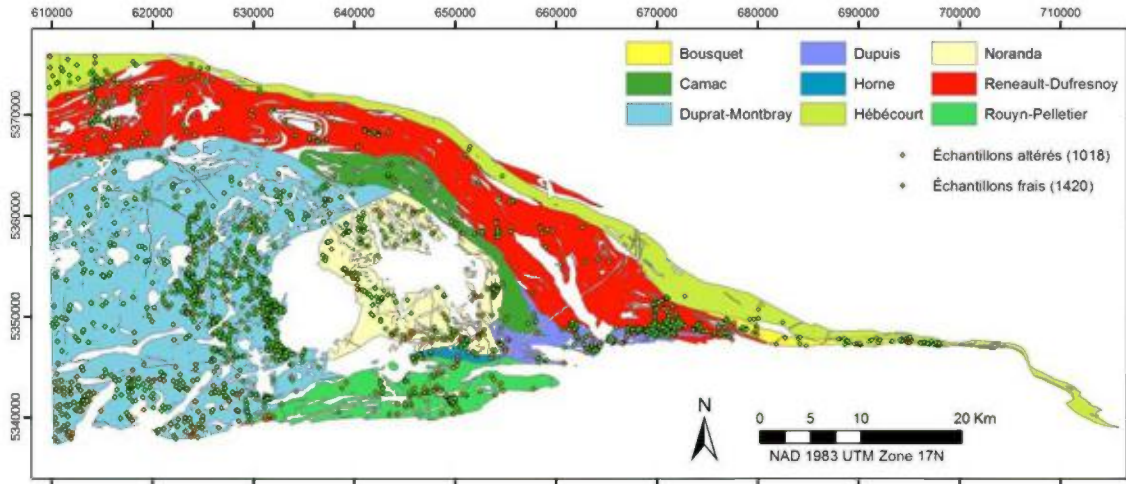 610000 620000 630000 640000 650000 660000 670000 680000 690000 700000 710000
Bousquet Dupuis Noranda
Camac Horne Reneault-Dufresnoy
Duprat-Montbray Hébécourt Rouyn-Pelletier
Échantillons altérés (1018)
Échantillons frais (1420)
5370000
5360000
5350000
5340000
N
0 5 10 20 Km
NAD 1983 UTM Zone 17N